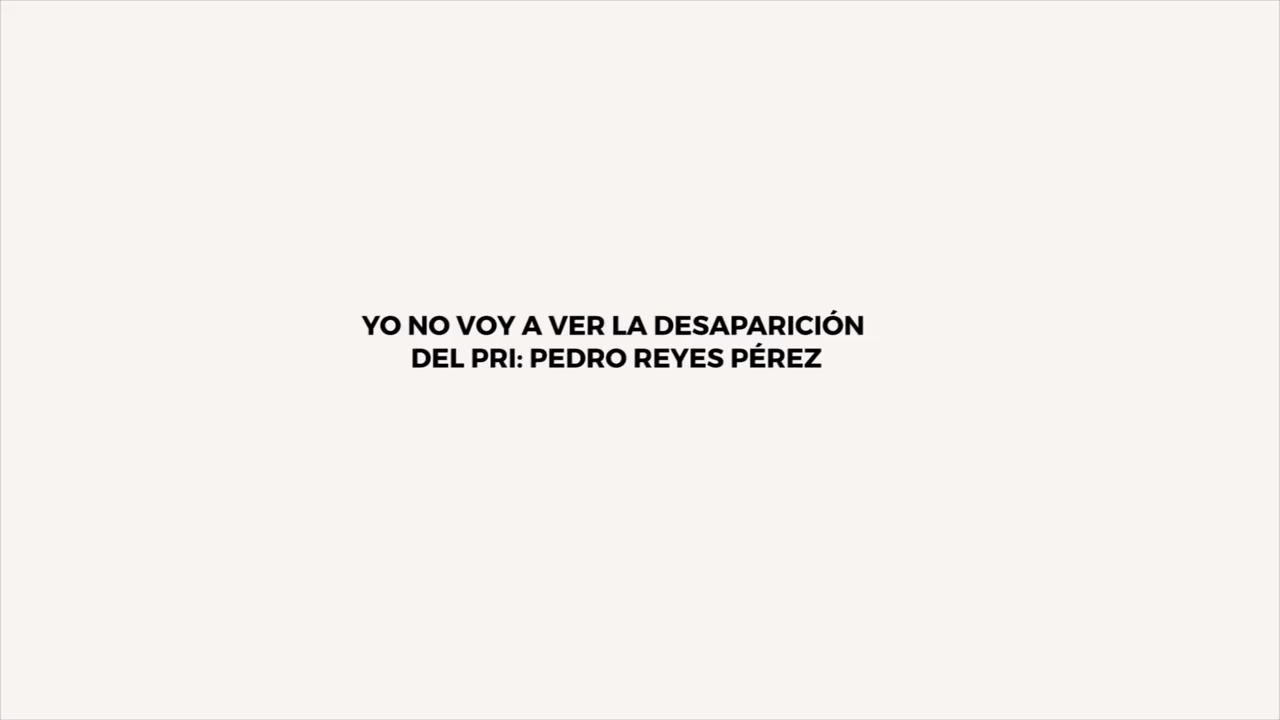 YO NO VOY A VER LA DESAPARICIÓN
DEL PRI: PEDRO REYES PÉREZ